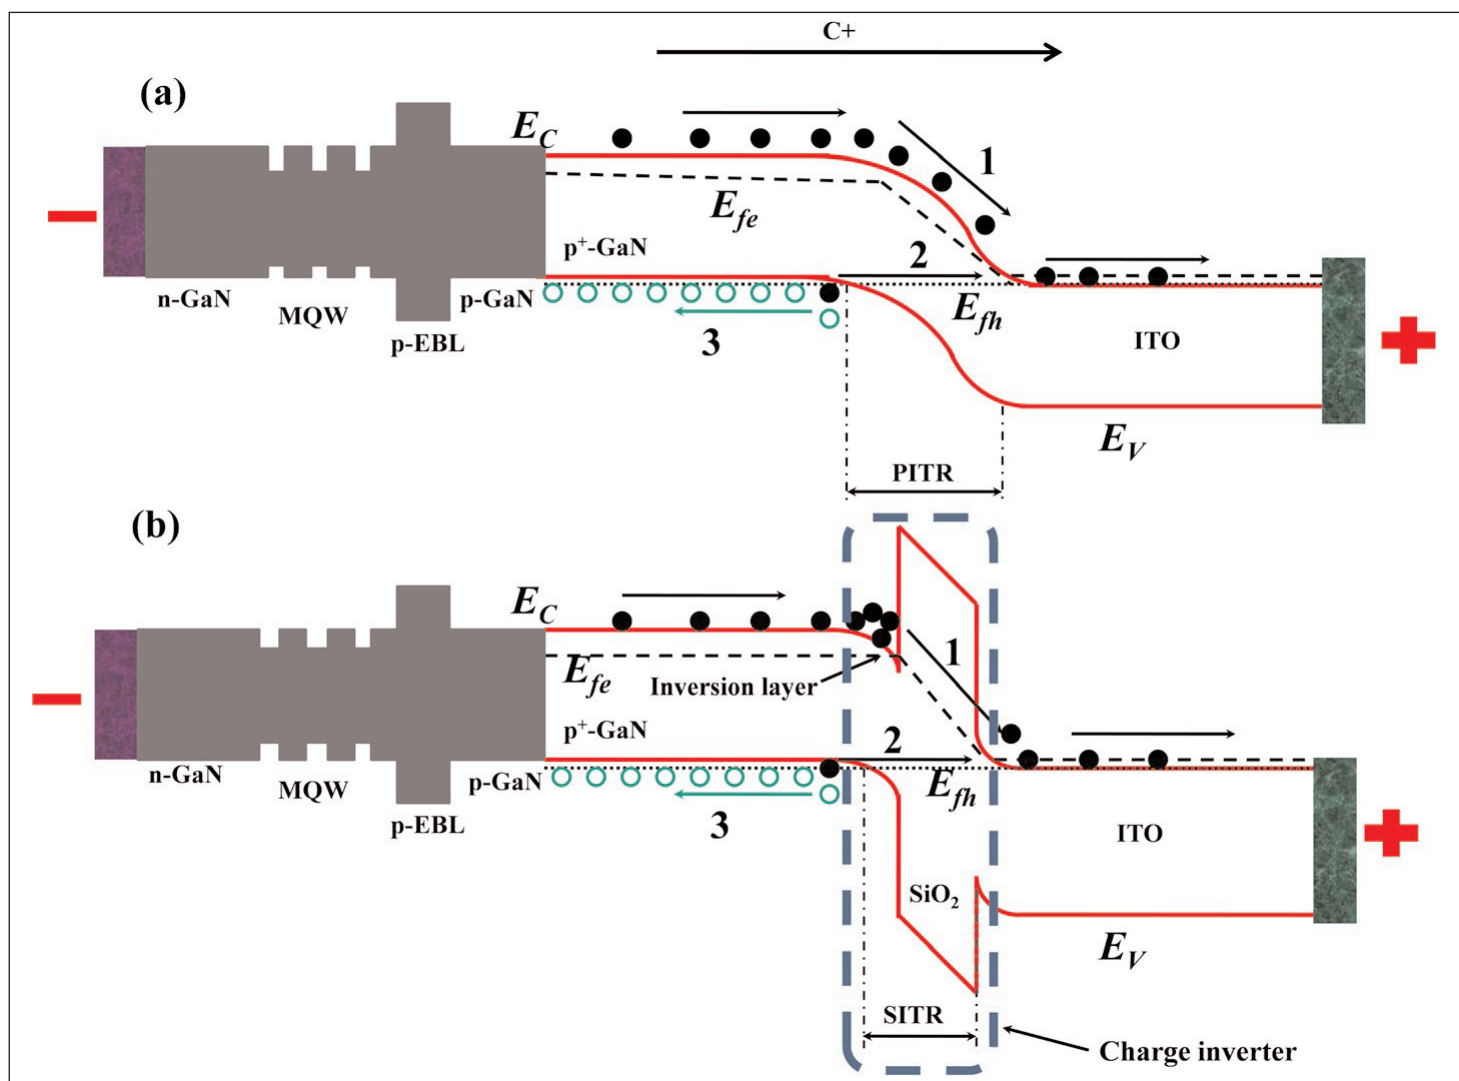 C+
(a)
E_C
1
E_fe
p⁺-GaN
2
n-GaN
p-GaN
MQW
E_fh
ITO
p-EBL
3
E_V
PITR
(b)
E_C
1
E_fe
Inversion layer
p⁺-GaN
2
n-GaN
p-GaN
MQW
E_fh
ITO
p-EBL
3
SiO₂
E_V
SITR
Charge inverter